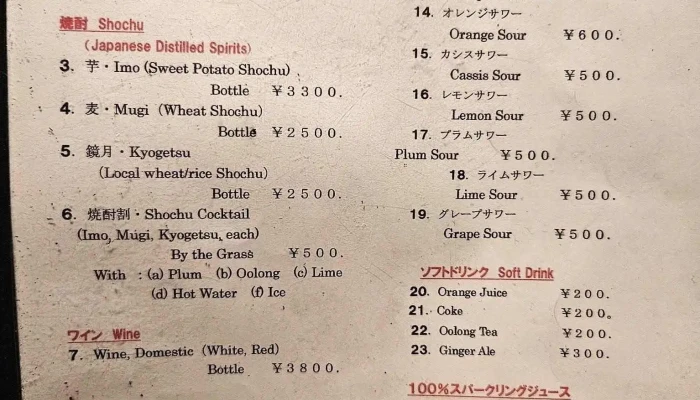 焼酎 Shochu
(Japanese Distilled Spirits)
3. 芋・Imo (Sweet Potato Shochu)
Bottle ¥3300.
4. 麦・Mugi (Wheat Shochu)
Bottle ¥2500.
5. 鏡月・Kyogetsu
(Local wheat/rice Shochu)
Bottle ¥2500.
6. 焼酎割・Shochu Cocktail
(Imo, Mugi, Kyogetsu, each)
By the Grass ¥500.
With : (a) Plum (b) Oolong (c) Lime
(d) Hot Water (f) Ice
ワイン Wine
7. Wine, Domestic (White, Red)
Bottle ¥3800.
14. オレンジサワー
Orange Sour ¥600.
15. カシスサワー
Cassis Sour ¥500.
16. レモンサワー
Lemon Sour ¥500.
17. プラムサワー
Plum Sour ¥500.
18. ライムサワー
Lime Sour ¥500.
19. グレープサワー
Grape Sour ¥500.
ソフトドリンク Soft Drink
20. Orange Juice ¥200.
21. Coke ¥200。
22. Oolong Tea ¥200.
23. Ginger Ale ¥300.
100%スパークリングジュース